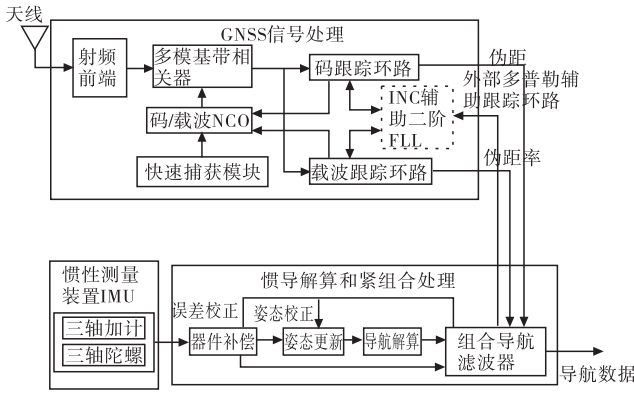 天线
GNSS信号处理
射频
前端
多模基带相
关器
码跟踪环路
伪距
外部多普勒辅
助跟踪环路
INC辅
助二阶
FLL
码/载波NCO
快速捕获模块
载波跟踪环路
伪距率
惯性测量
装置IMU
三轴加计
三轴陀螺
惯导解算和紧组合处理
误差校正
姿态校正
器件补偿
姿态更新
导航解算
组合导航
滤波器
导航数据